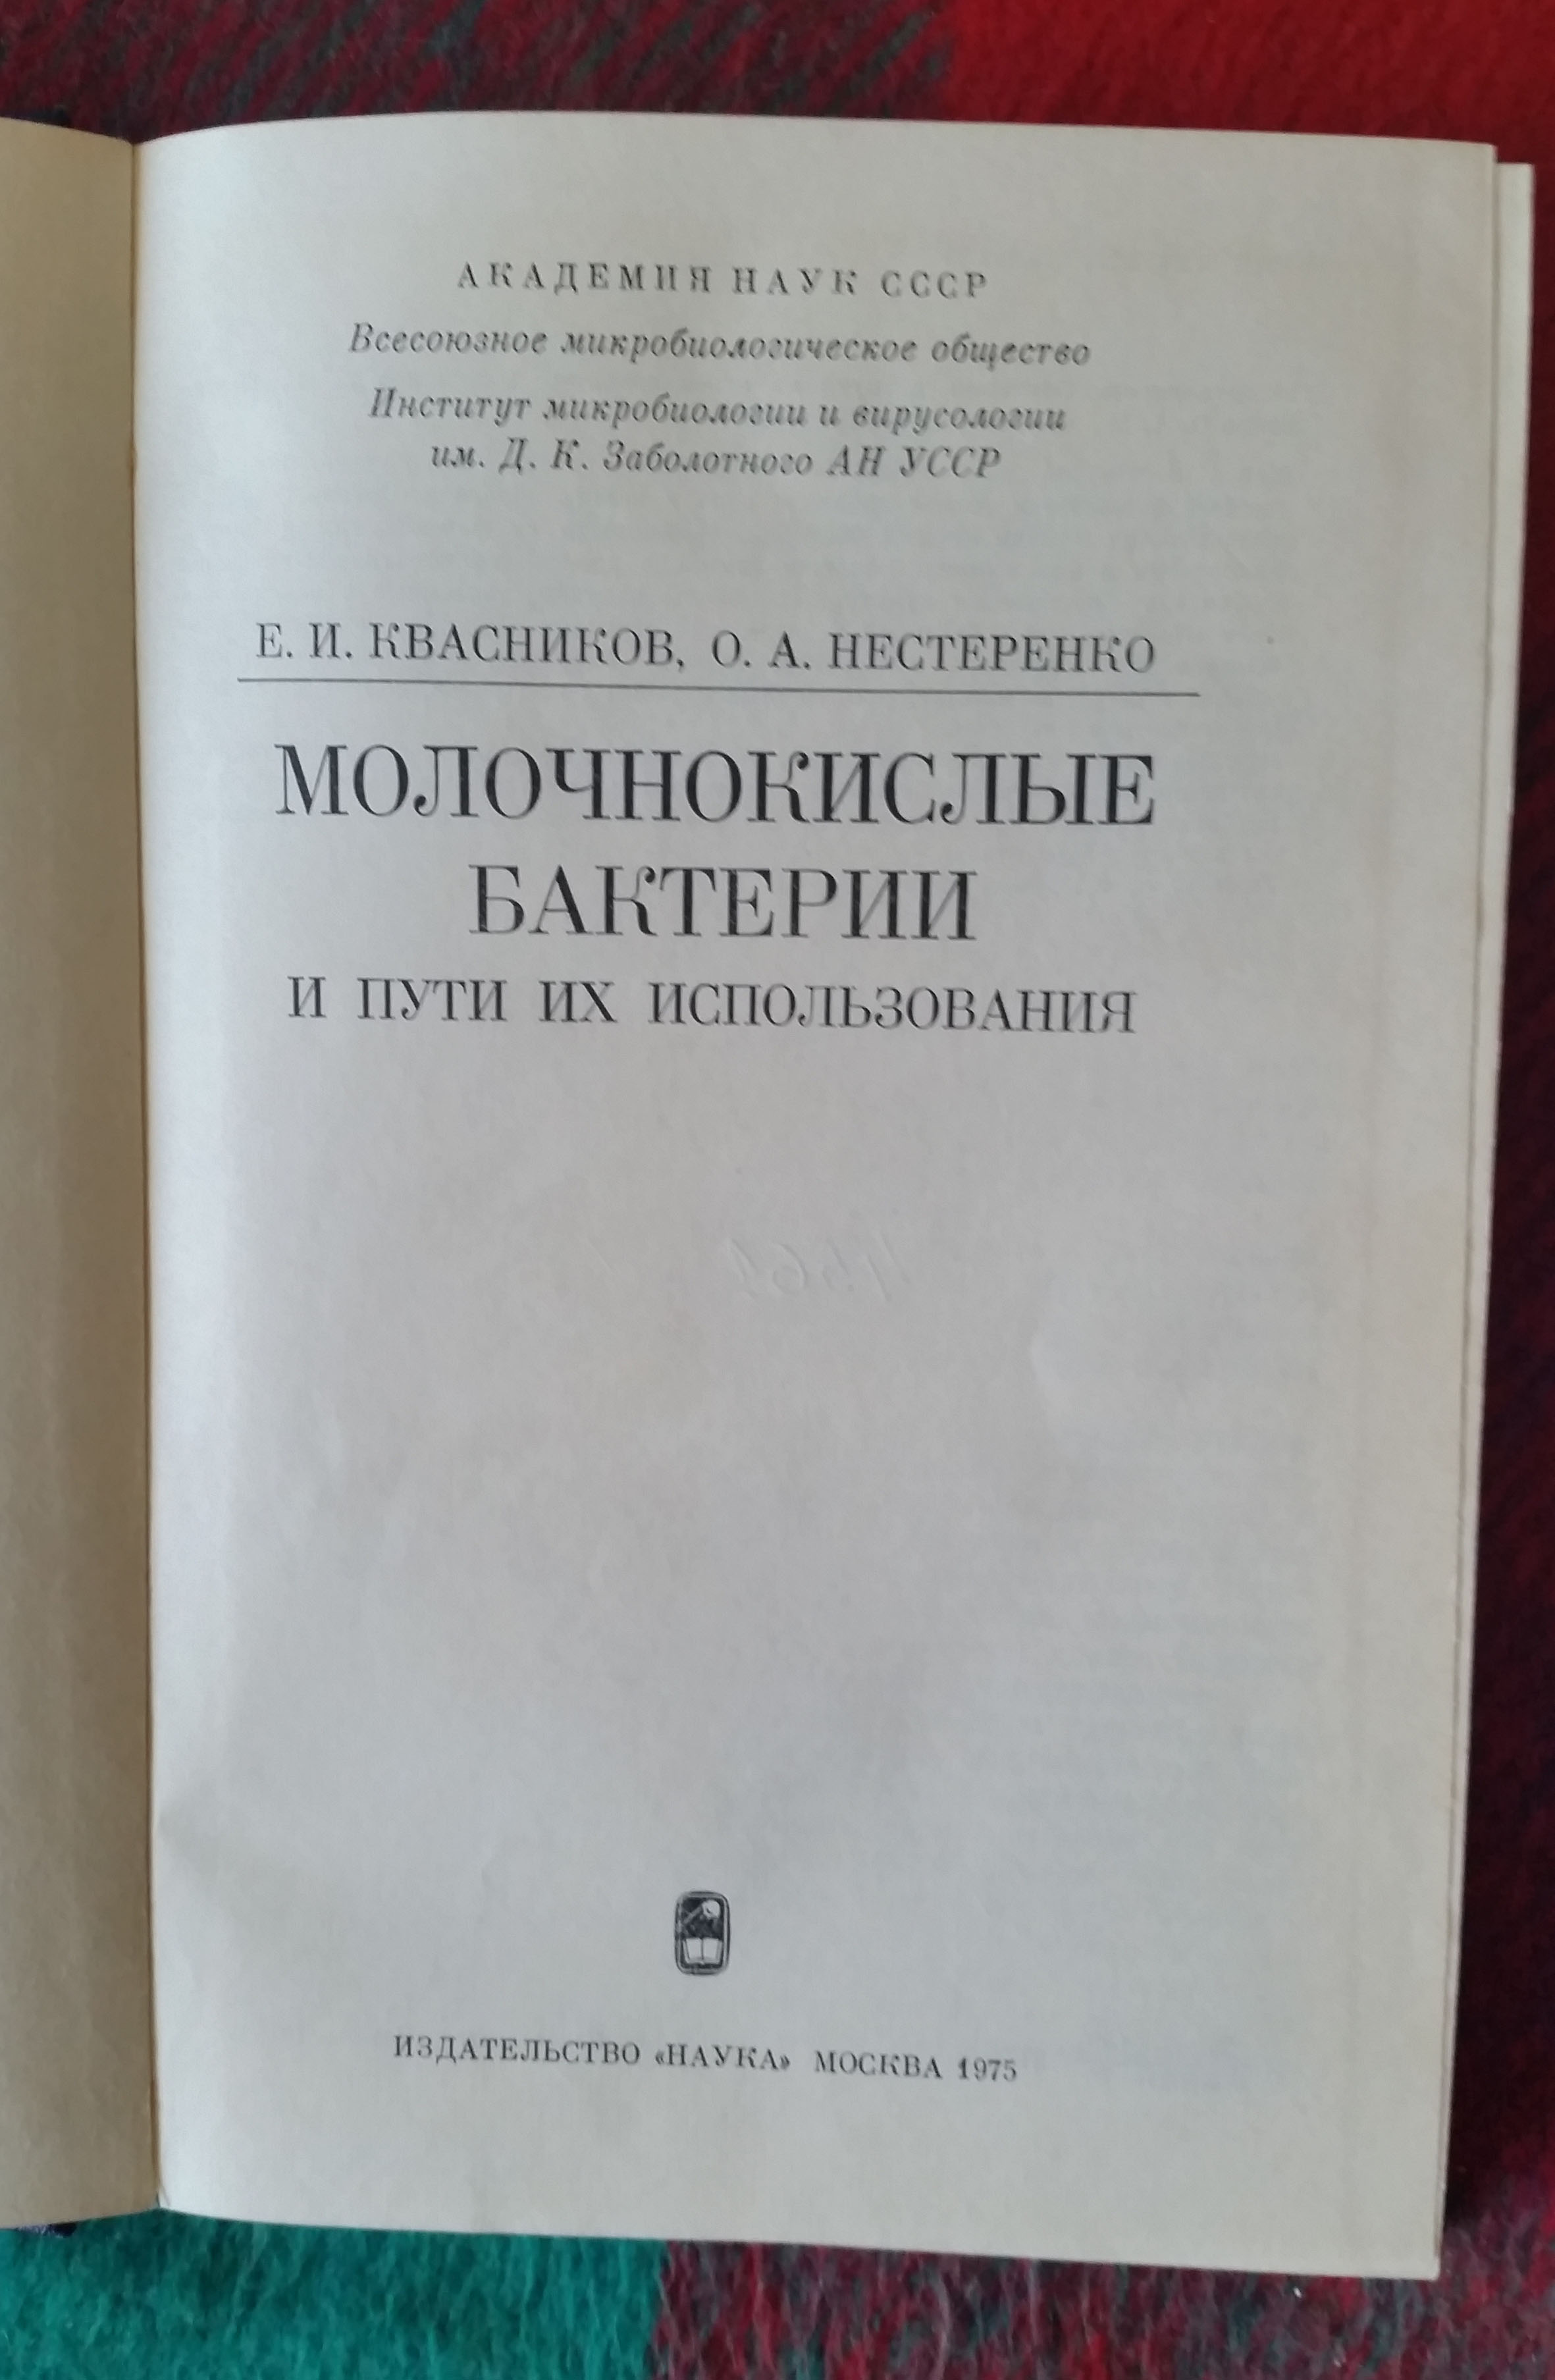 АКАДЕМИЯ НАУК СССР
Всесоюзное микробиологическое общество
Институт микробиологии и вирусологии
им. Д. К. Заболотного АН УССР
Е. И. КВАСНИКОВ, О. А. НЕСТЕРЕНКО
МОЛОЧНОКИСЛЫЕ
БАКТЕРИИ
И ПУТИ ИХ ИСПОЛЬЗОВАНИЯ
ИЗДАТЕЛЬСТВО «НАУКА» МОСКВА 1975